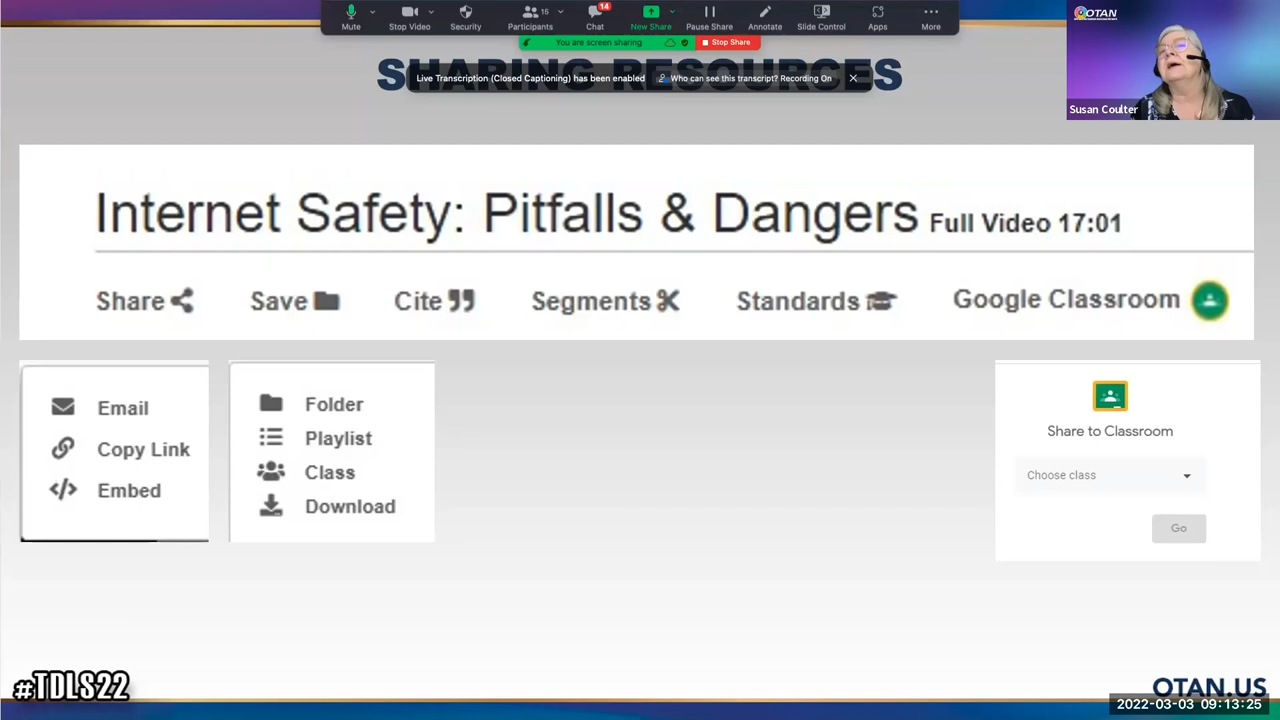 15
14
Mute
Stop Video
Security
Participants
Chat
New Share
Pause Share
Annotate
Slide Control
Apps
More
You are screen sharing
Stop Share
SHARING RESOURCES
Live Transcription (Closed Captioning) has been enabled
Who can see this transcript? Recording On
OTAN
Susan Coulter
Internet Safety: Pitfalls & Dangers Full Video 17:01
Share
Save
Cite
Segments
Standards
Google Classroom
Email
Copy Link
Embed
Folder
Playlist
Class
Download
Share to Classroom
Choose class
Go
#TDLS22
OTAN.US
2022-03-03 09:13:25